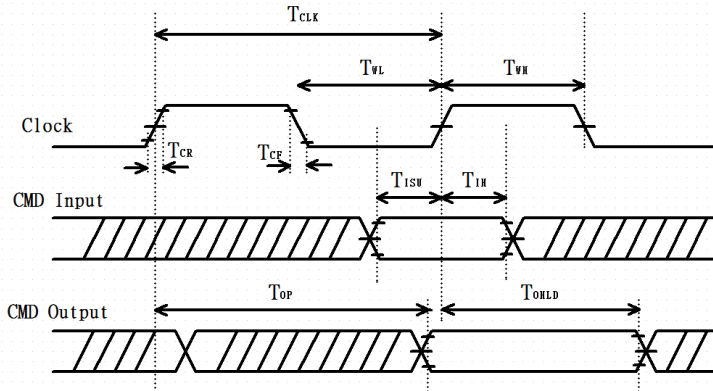 TCLK
TWL
TWH
Clock
TCR
TCF
TISU
TIH
CMD Input
TOP
TOHLD
CMD Output